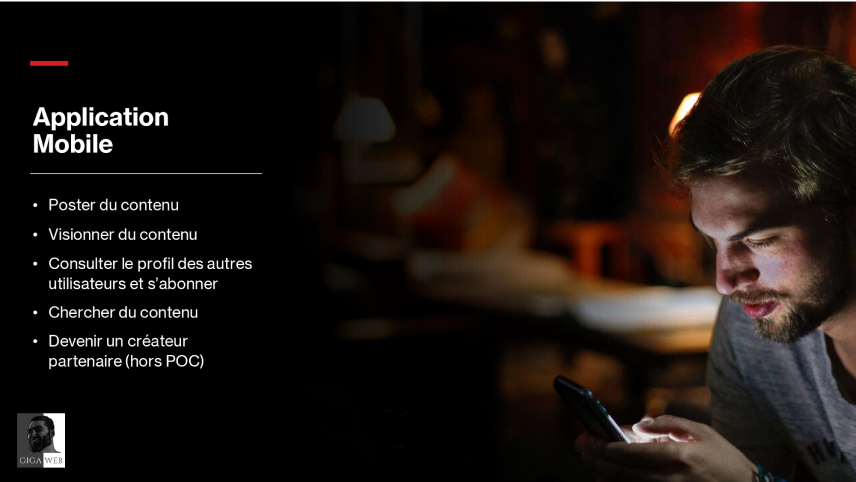 Application
Mobile
• Poster du contenu
• Visionner du contenu
• Consulter le profil des autres
utilisateurs et s'abonner
• Chercher du contenu
• Devenir un créateur
partenaire (hors POC)
GIGA WEB